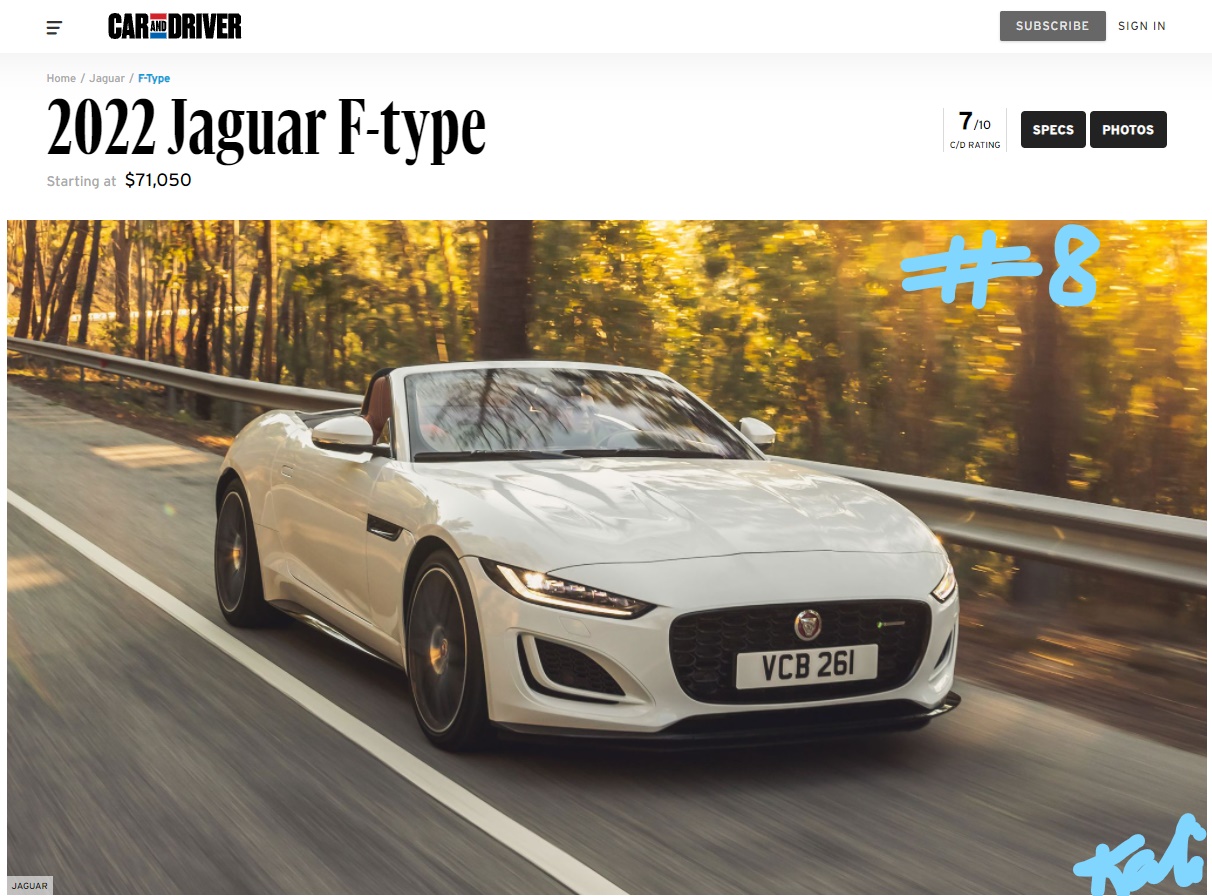 CAR AND DRIVER
SUBSCRIBE
SIGN IN
Home / Jaguar / F-Type
2022 Jaguar F-type
Starting at $71,050
7/10
C/D RATING
SPECS
PHOTOS
#8
VCB 261
JAGUAR